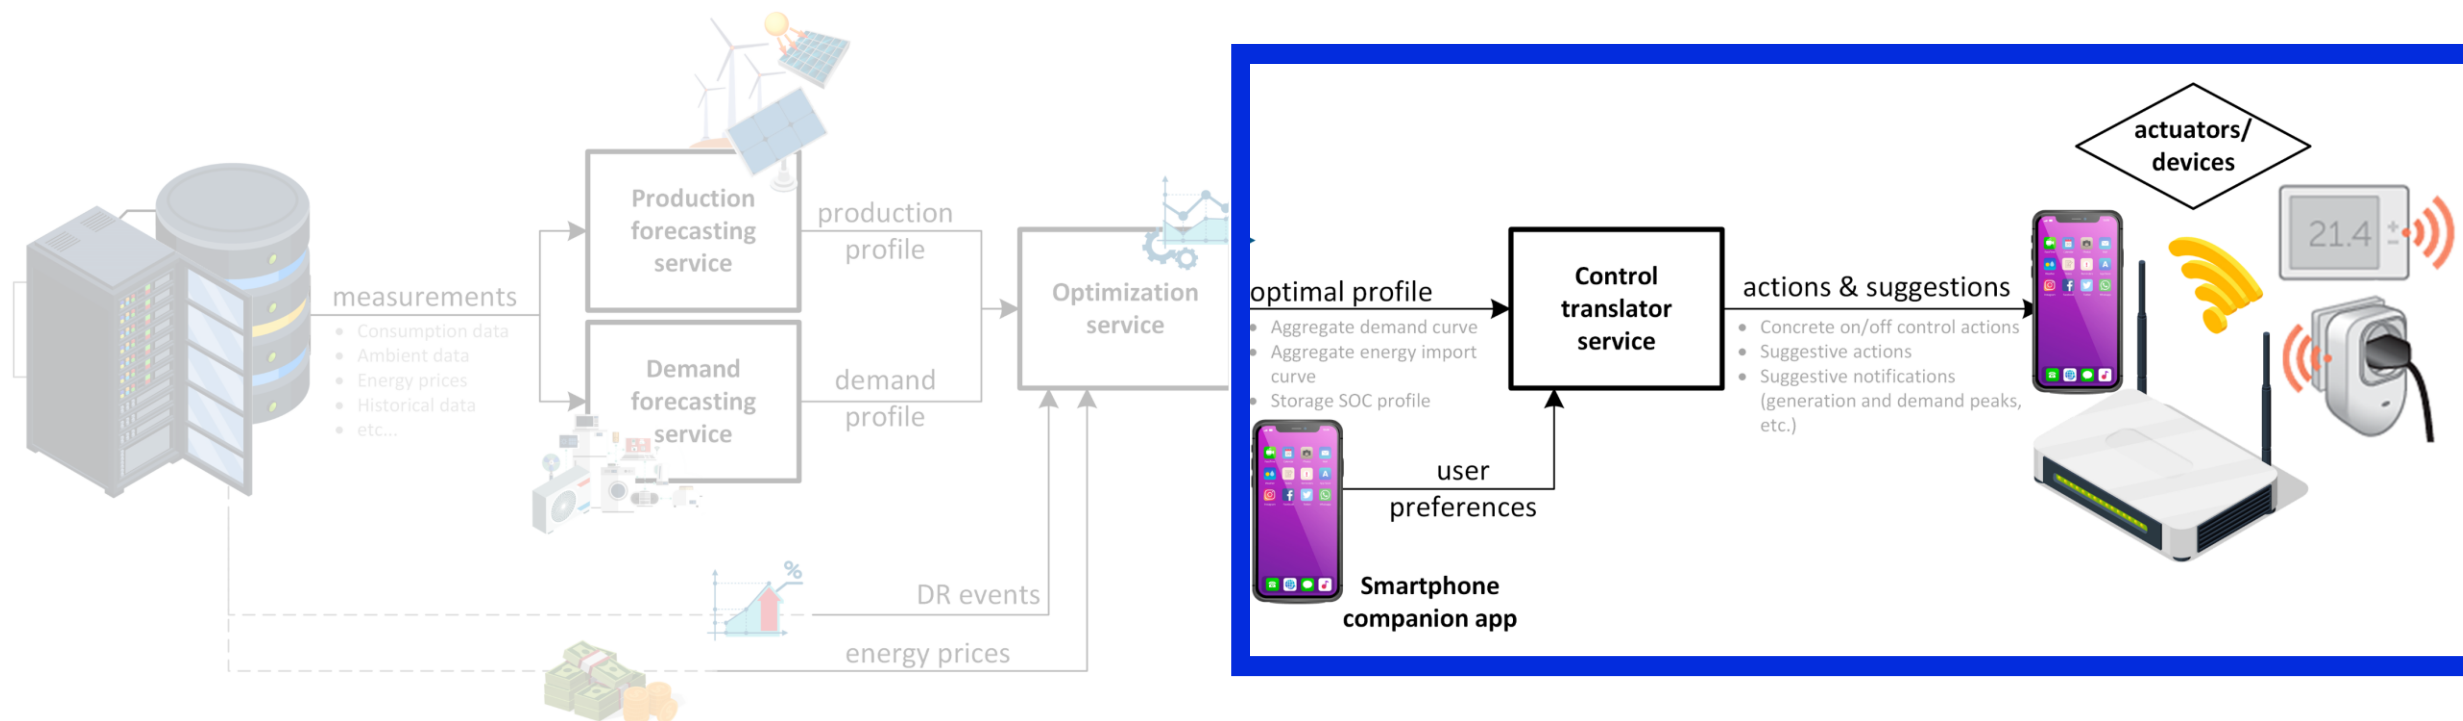 Production
forecasting
service
production
profile
measurements
• Consumption data
• Ambient data
• Energy prices
• Historical data
• etc...
Demand
forecasting
service
demand
profile
Optimization
service
%
DR events
energy prices
optimal profile
• Aggregate demand curve
• Aggregate energy import
curve
• Storage SOC profile
Control
translator
service
user
preferences
Smartphone
companion app
actions & suggestions
• Concrete on/off control actions
• Suggestive actions
• Suggestive notifications
(generation and demand peaks,
etc.)
actuators/
devices
21.4